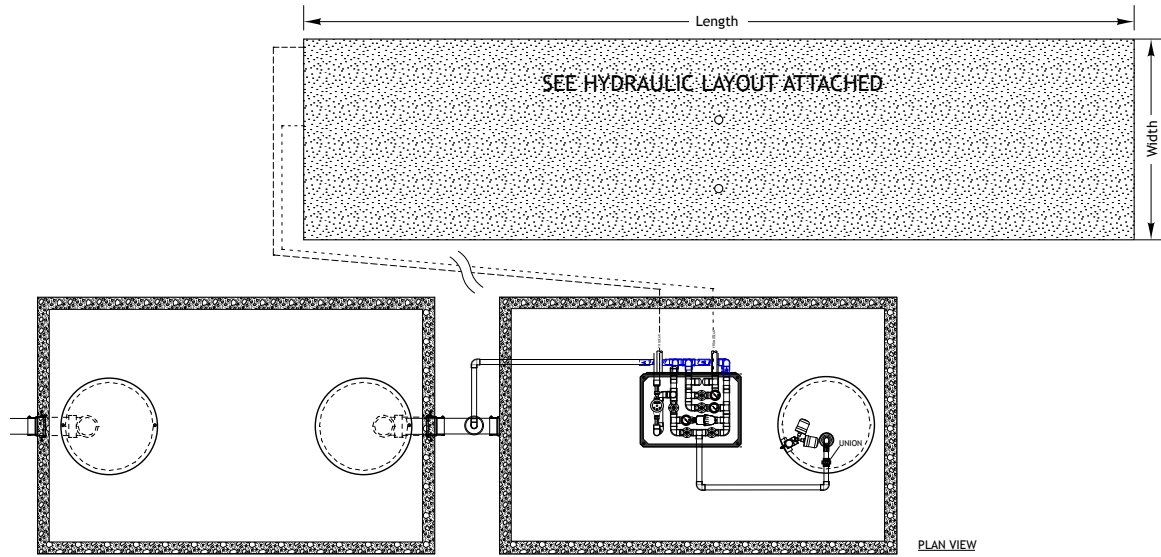 Length
SEE HYDRAULIC LAYOUT ATTACHED
Width
UNION
PLAN VIEW